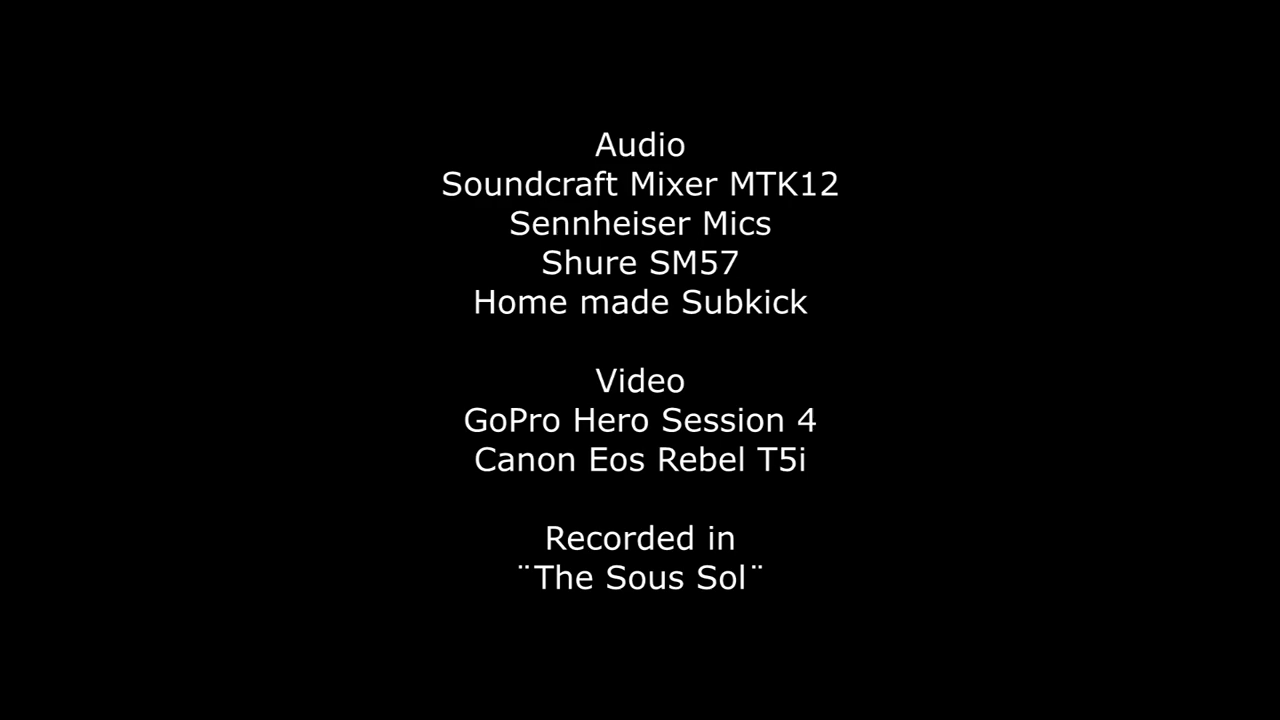 Audio
Soundcraft Mixer MTK12
Sennheiser Mics
Shure SM57
Home made Subkick
Video
GoPro Hero Session 4
Canon Eos Rebel T5i
Recorded in
¨The Sous Sol¨